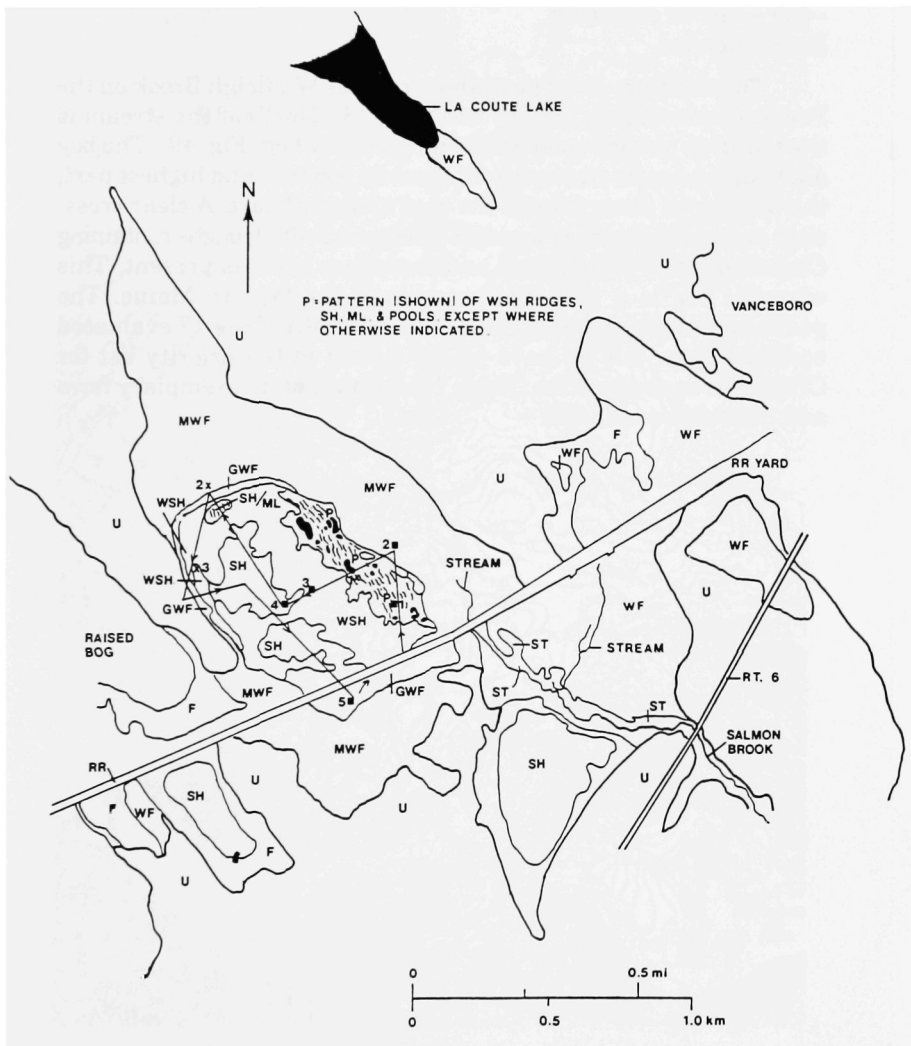 LA COUTE LAKE
WF
N
U
P=PATTERN (SHOWN) OF WSH RIDGES,
SH, ML, & POOLS, EXCEPT WHERE
OTHERWISE INDICATED.
U
VANCEBORO
U
MWF
F
WF
WF
GWF
MWF
U
RR YARD
2x
SH/ML
WSH
P
WF
U
2
3
SH
P
STREAM
WSH
3
WF
U
GWF
4
P
1
WSH
RAISED
BOG
SH
ST
STREAM
RT. 6
MWF
GWF
ST
ST
F
5
SALMON
BROOK
MWF
RR
SH
U
SH
U
F
WF
U
F
U
0
0.5 mi
0
0.5
1.0 km